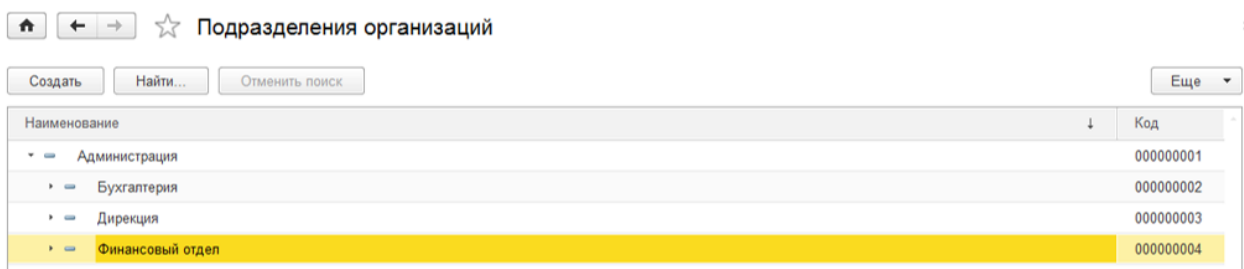 Подразделения организаций
Создать Найти... Отменить поиск Еще
Наименование Код
Администрация 000000001
Бухгалтерия 000000002
Дирекция 000000003
Финансовый отдел 000000004